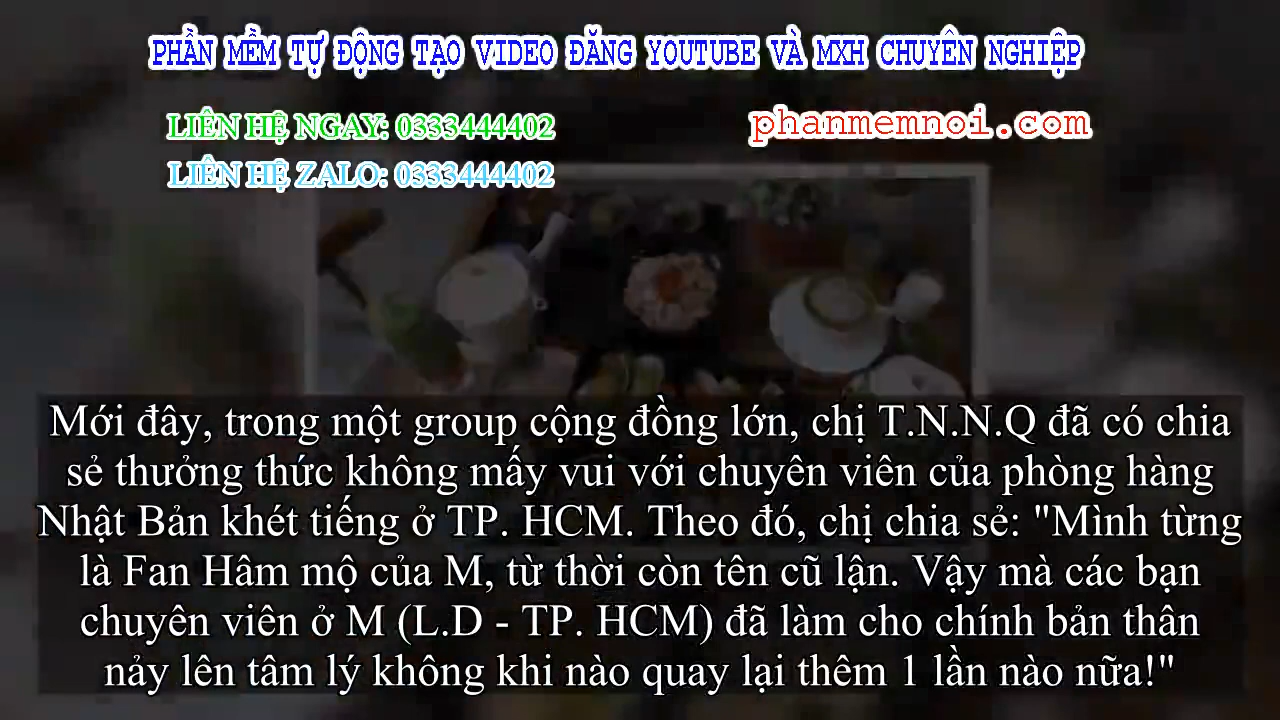 PHẦN MỀM TỰ ĐỘNG TẠO VIDEO ĐĂNG YOUTUBE VÀ MXH CHUYÊN NGHIỆP
LIÊN HỆ NGAY: 0333444402
phanmemnoi.com
LIÊN HỆ ZALO: 0333444402
Mới đây, trong một group cộng đồng lớn, chị T.N.N.Q đã có chia
sẻ thưởng thức không mấy vui với chuyên viên của phòng hàng
Nhật Bản khét tiếng ở TP. HCM. Theo đó, chị chia sẻ: "Mình từng
là Fan Hâm mộ của M, từ thời còn tên cũ lận. Vậy mà các bạn
chuyên viên ở M (L.D - TP. HCM) đã làm cho chính bản thân
nảy lên tâm lý không khi nào quay lại thêm 1 lần nào nữa!"